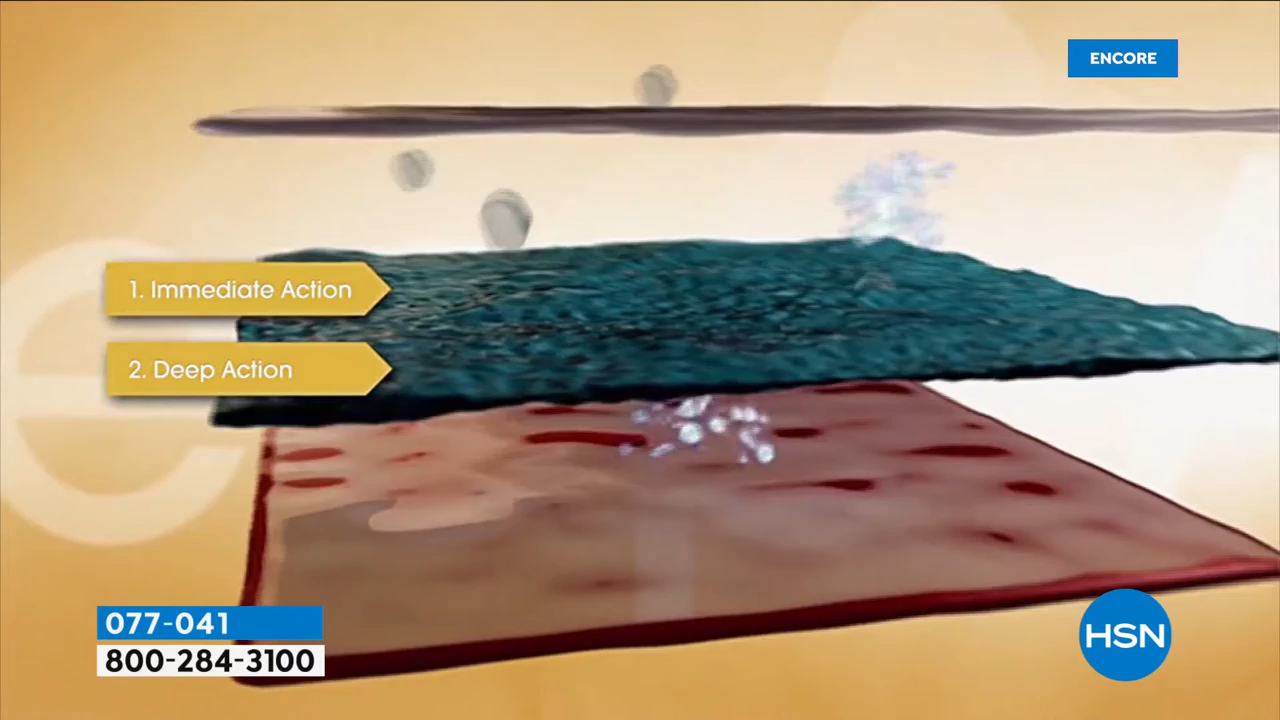 ENCORE
1. Immediate Action
2. Deep Action
077-041
800-284-3100
HSN